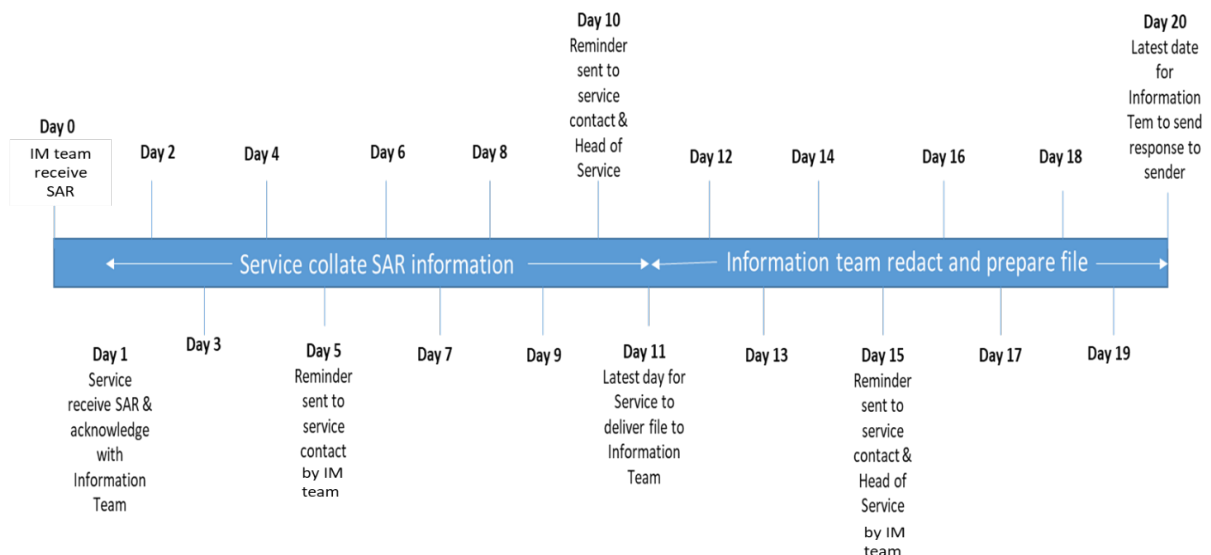 Day 0
IM team
receive
SAR
Day 2
Day 4
Day 6
Day 8
Day 10
Reminder
sent to
service
contact &
Head of
Service
Day 12
Day 14
Day 16
Day 18
Day 20
Latest date
for
Information
Tem to send
response to
sender
Service collate SAR information
Information team redact and prepare file
Day 1
Service
receive SAR &
acknowledge
with
Information
Team
Day 3
Day 5
Reminder
sent to
service
contact
by IM
team
Day 7
Day 9
Day 11
Latest day for
Service to
deliver file to
Information
Team
Day 13
Day 15
Reminder
sent to
service
contact &
Head of
Service
by IM
team
Day 17
Day 19